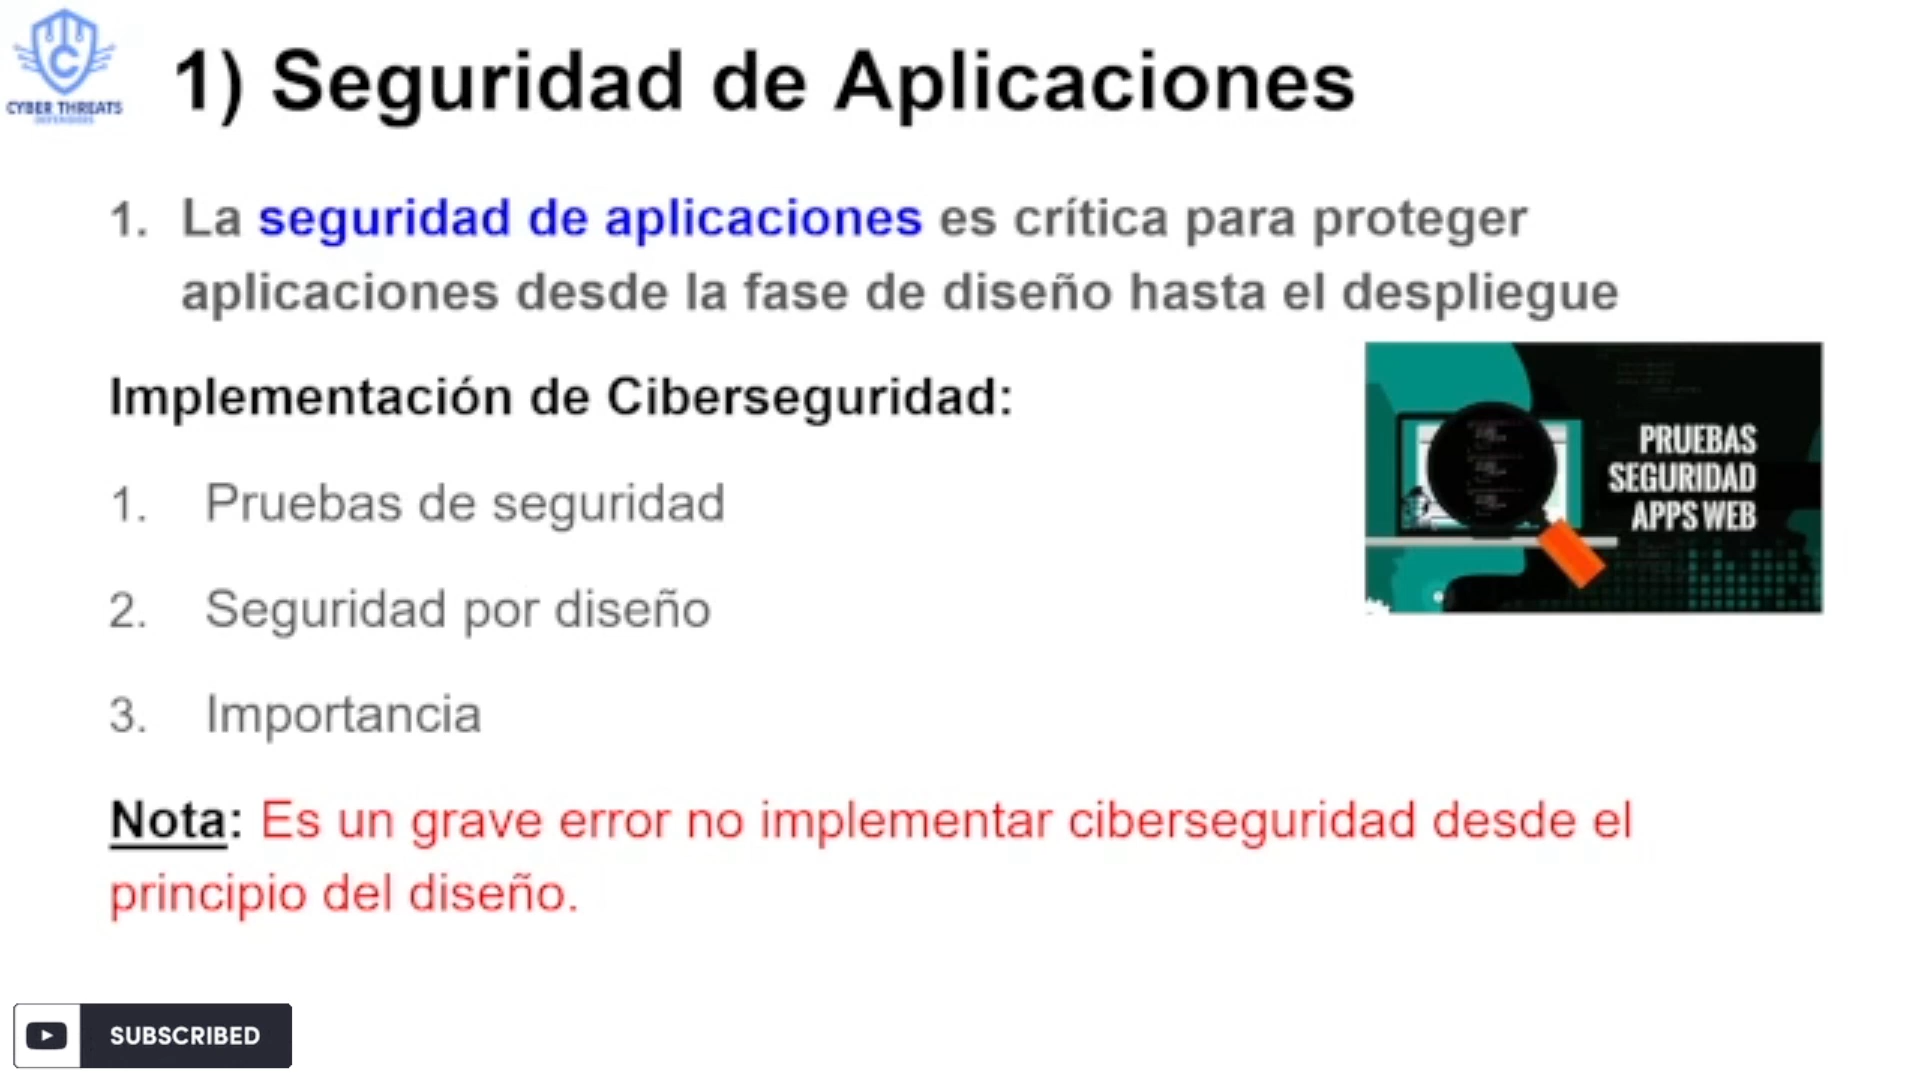 CYBER THREATS
DEFENDERS
1) Seguridad de Aplicaciones
1. La seguridad de aplicaciones es crítica para proteger
aplicaciones desde la fase de diseño hasta el despliegue
Implementación de Ciberseguridad:
PRUEBAS
SEGURIDAD
APPS WEB
1. Pruebas de seguridad
2. Seguridad por diseño
3. Importancia
Nota: Es un grave error no implementar ciberseguridad desde el
principio del diseño.
SUBSCRIBED